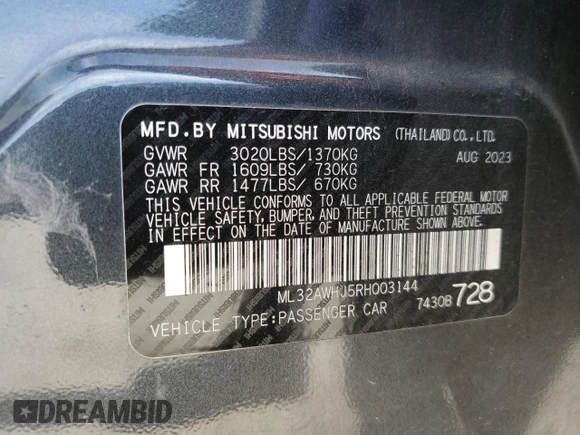 MFD.BY MITSUBISHI MOTORS (THAILAND) CO., LTD.
GVWR 3020LBS/1370KG AUG 2023
GAWR FR 1609LBS/ 730KG
GAWR RR 1477LBS/ 670KG
THIS VEHICLE CONFORMS TO ALL APPLICABLE FEDERAL MOTOR
VEHICLE SAFETY, BUMPER, AND THEFT PREVENTION STANDARDS
IN EFFECT ON THE DATE OF MANUFACTURE SHOWN ABOVE.
ML32AWHJ5RH003144
74308 728
VEHICLE TYPE:PASSENGER CAR
DREAMBID